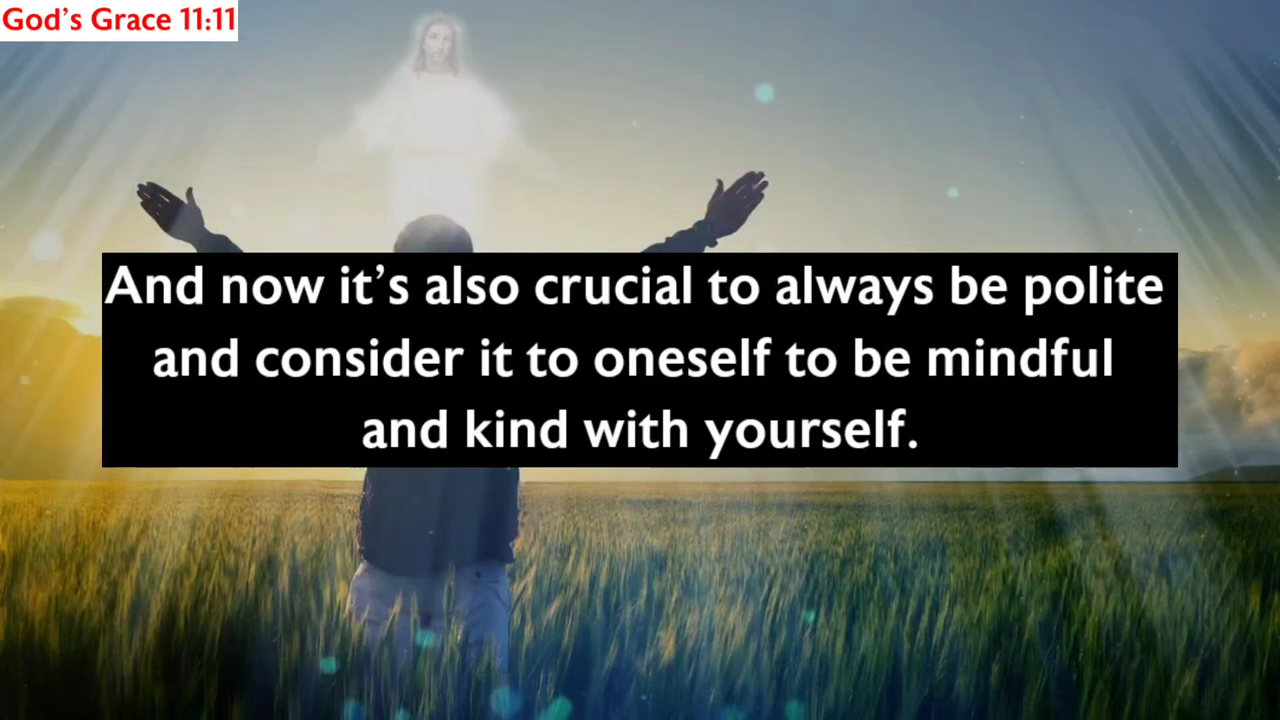 God’s Grace 11:11
And now it’s also crucial to always be polite
and consider it to oneself to be mindful
and kind with yourself.